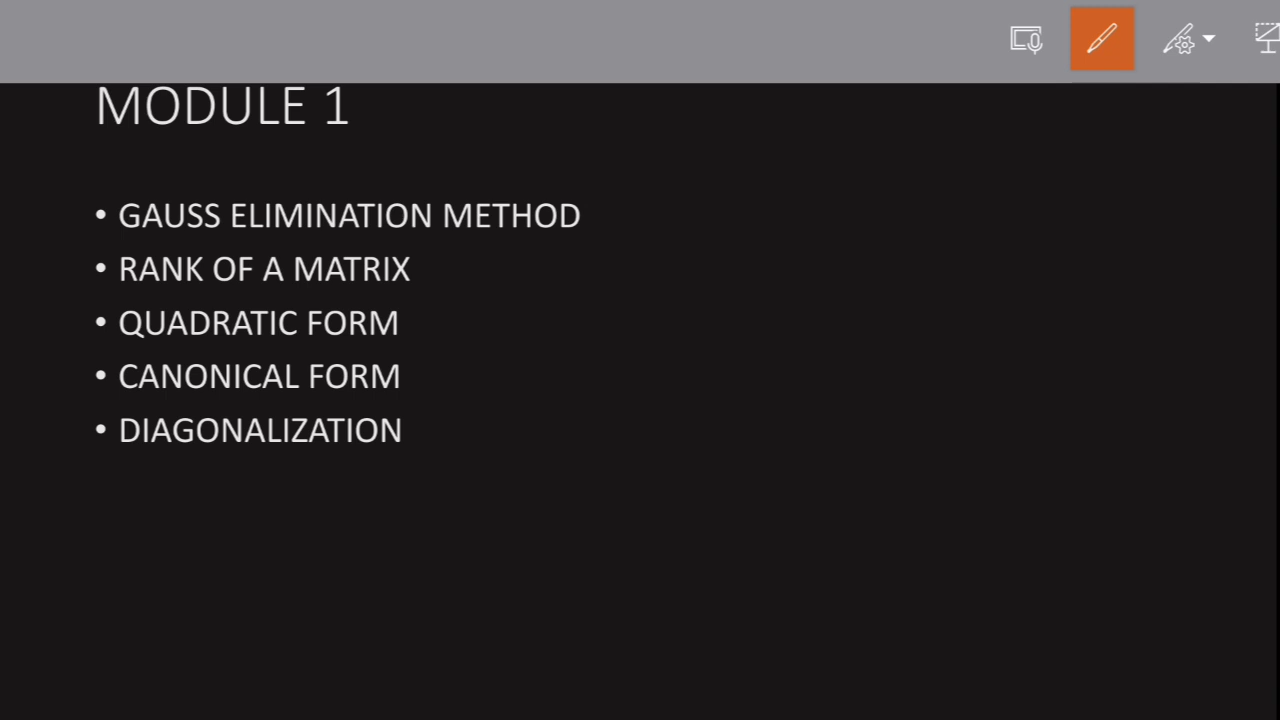 MODULE 1
• GAUSS ELIMINATION METHOD
• RANK OF A MATRIX
• QUADRATIC FORM
• CANONICAL FORM
• DIAGONALIZATION